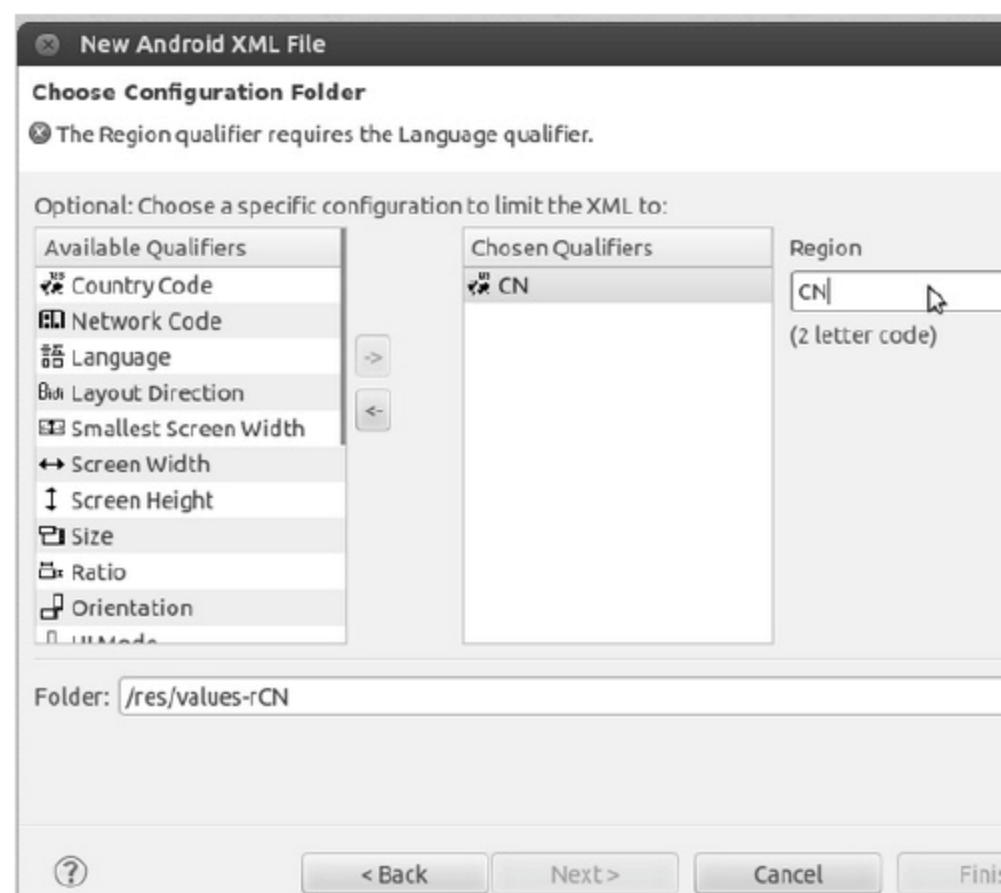 New Android XML File
Choose Configuration Folder
The Region qualifier requires the Language qualifier.
Optional: Choose a specific configuration to limit the XML to:
Available Qualifiers
Country Code
Network Code
Language
Layout Direction
Smallest Screen Width
Screen Width
Screen Height
Size
Ratio
Orientation
UI Mode
->
<-
Chosen Qualifiers
CN
Region
CN
(2 letter code)
Folder: /res/values-rCN
? < Back Next > Cancel Finis